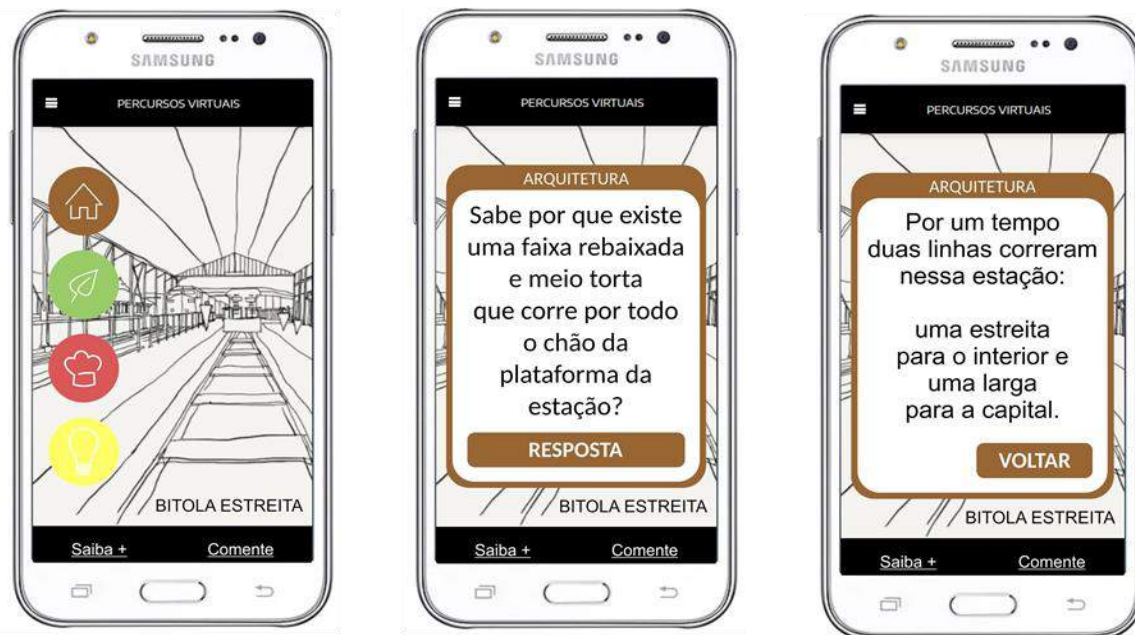 SAMSUNG
PERCURSOS VIRTUAIS
BITOLA ESTREITA
Saiba +
Comente
SAMSUNG
PERCURSOS VIRTUAIS
ARQUITETURA
Sabe por que existe
uma faixa rebaixada
e meio torta
que corre por todo
o chão da
plataforma da
estação?
RESPOSTA
BITOLA ESTREITA
Saiba +
Comente
SAMSUNG
PERCURSOS VIRTUAIS
ARQUITETURA
Por um tempo
duas linhas correram
nessa estação:
uma estreita
para o interior e
uma larga
para a capital.
VOLTAR
BITOLA ESTREITA
Saiba +
Comente